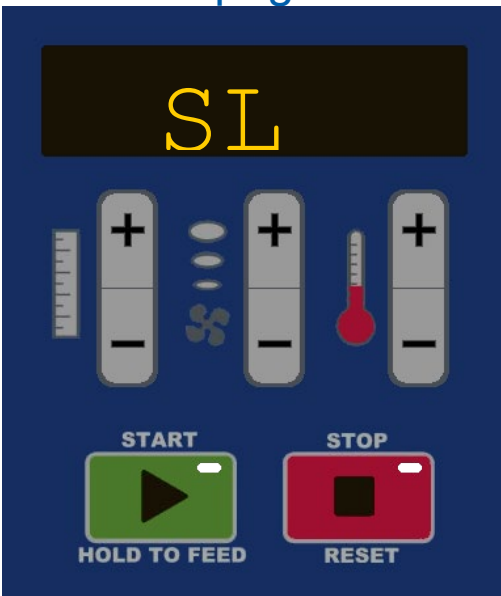 SL
+ + +
- - -
START STOP
HOLD TO FEED RESET